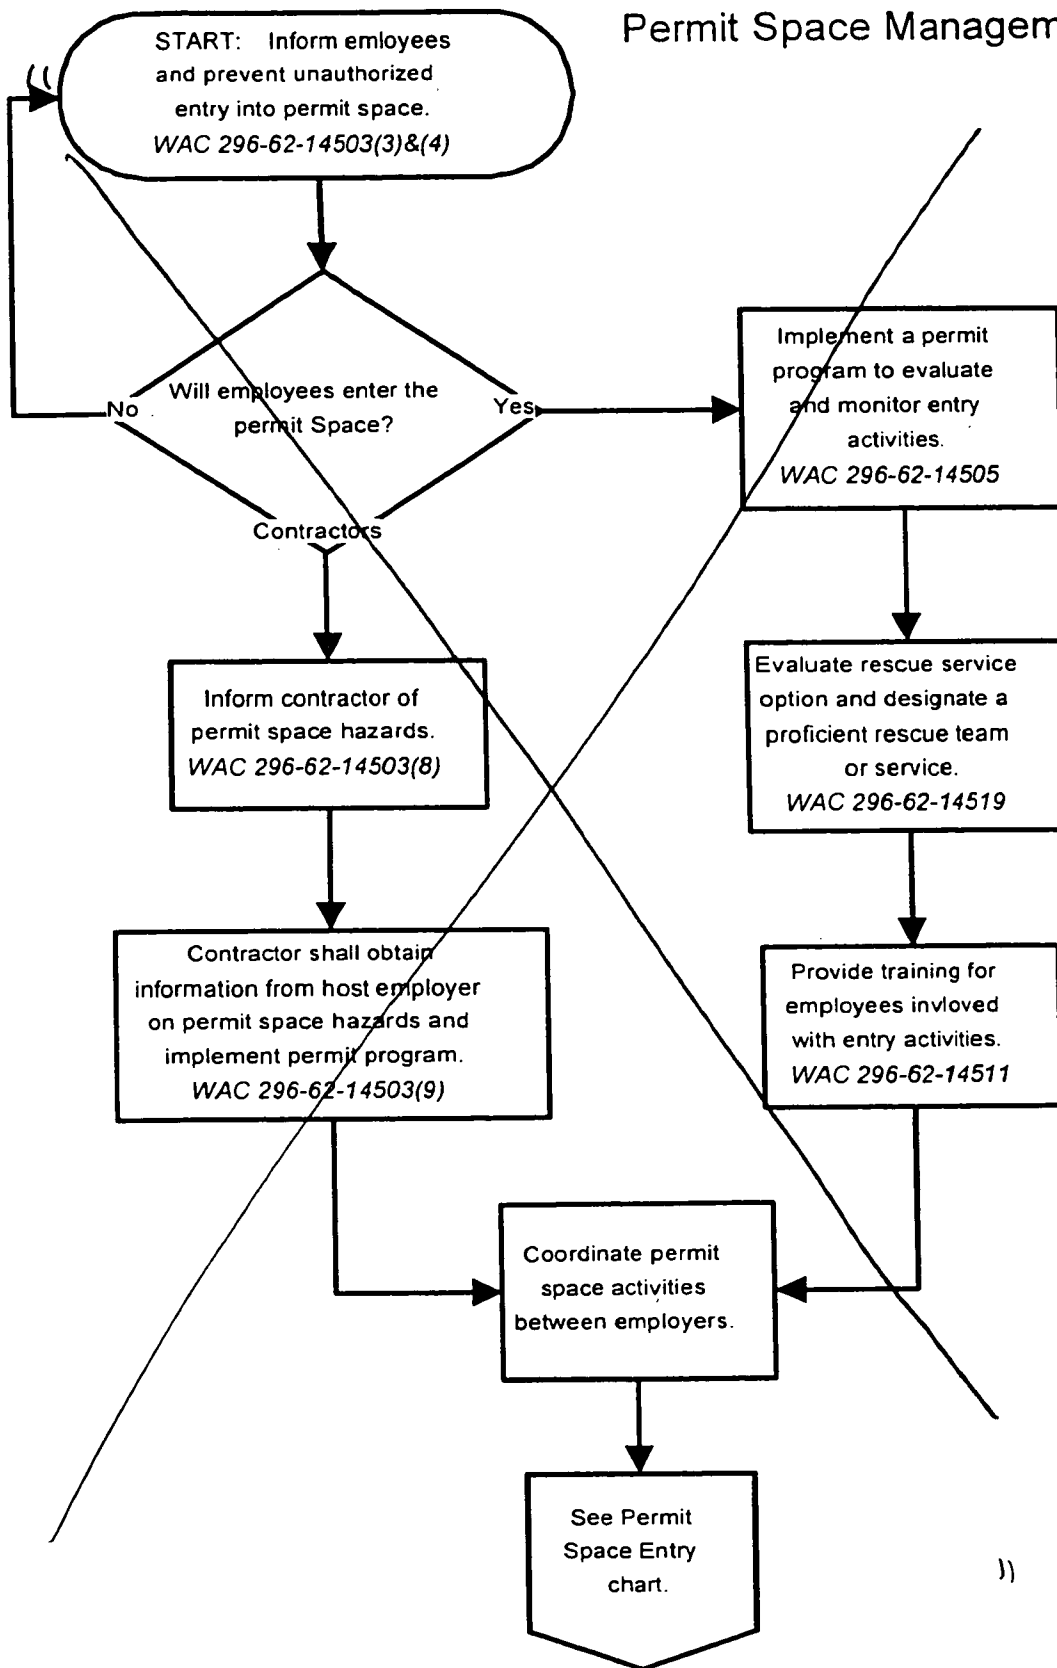 Permit Space Managem
((
START: Inform emloyees
and prevent unauthorized
entry into permit space.
WAC 296-62-14503(3)&(4)
Will employees enter the
permit Space?
No
Yes
Contractors
Implement a permit
program to evaluate
and monitor entry
activities.
WAC 296-62-14505
Inform contractor of
permit space hazards.
WAC 296-62-14503(8)
Evaluate rescue service
option and designate a
proficient rescue team
or service.
WAC 296-62-14519
Contractor shall obtain
information from host employer
on permit space hazards and
implement permit program.
WAC 296-62-14503(9)
Provide training for
employees invloved
with entry activities.
WAC 296-62-14511
Coordinate permit
space activities
between employers.
See Permit
Space Entry
chart.
))